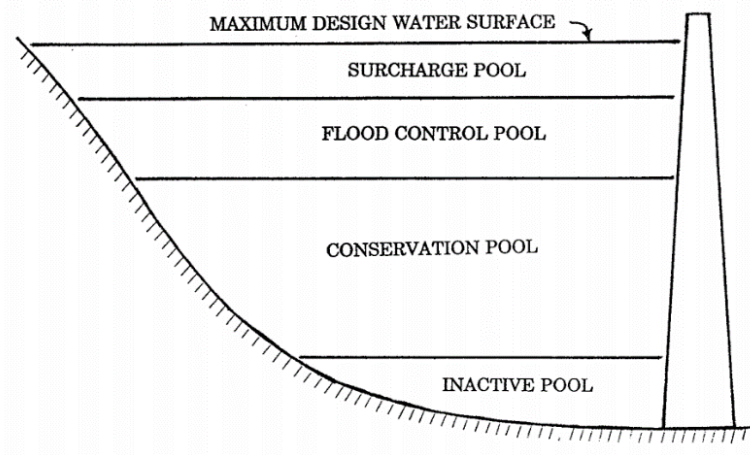 MAXIMUM DESIGN WATER SURFACE
SURCHARGE POOL
FLOOD CONTROL POOL
CONSERVATION POOL
INACTIVE POOL